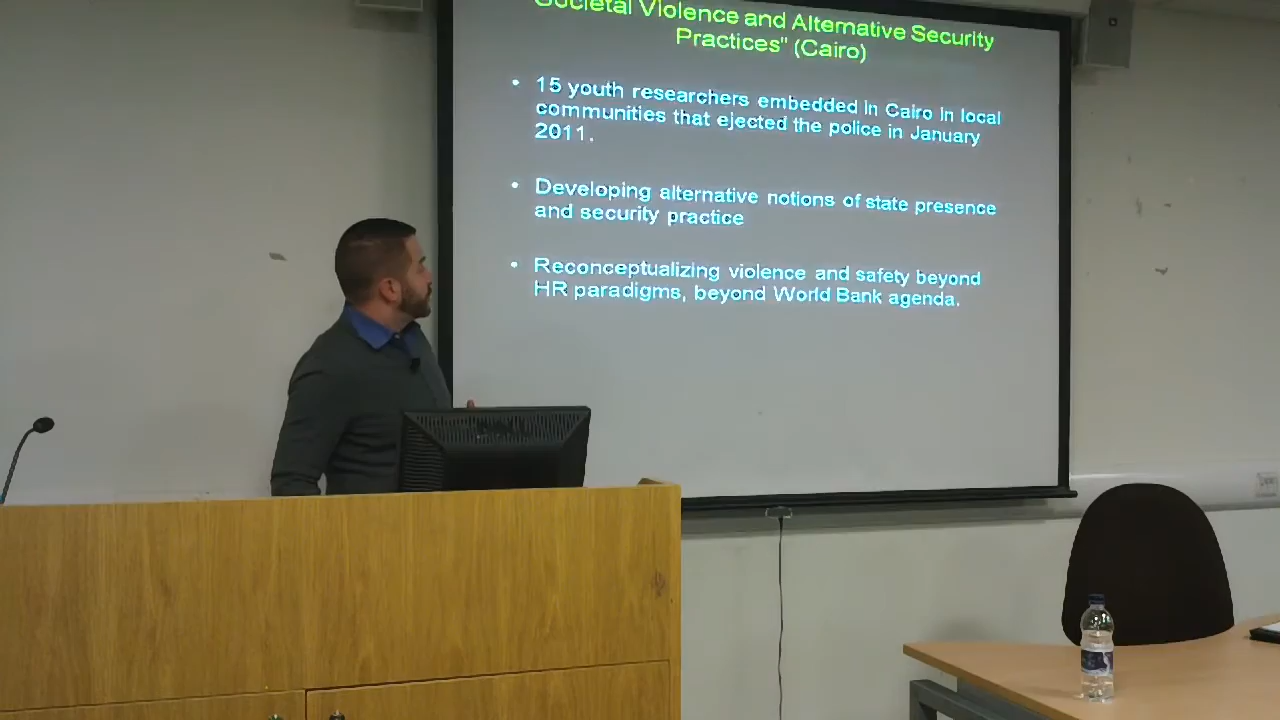 Societal Violence and Alternative Security
Practices" (Cairo)
• 15 youth researchers embedded in Cairo in local
communities that ejected the police in January
2011.
• Developing alternative notions of state presence
and security practice
• Reconceptualizing violence and safety beyond
HR paradigms, beyond World Bank agenda.